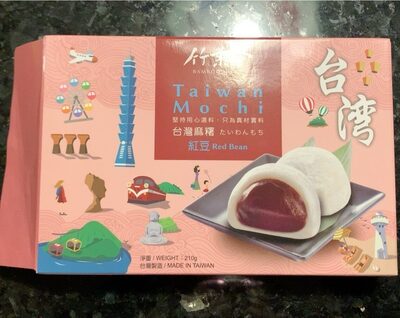 竹
BAMBOO
Taiwan
Mochi
堅持用心選料，只為真材實料
台灣麻糬 たいわんもち
紅豆 Red Bean
台湾
淨重 / WEIGHT : 210g
台灣製造 / MADE IN TAIWAN